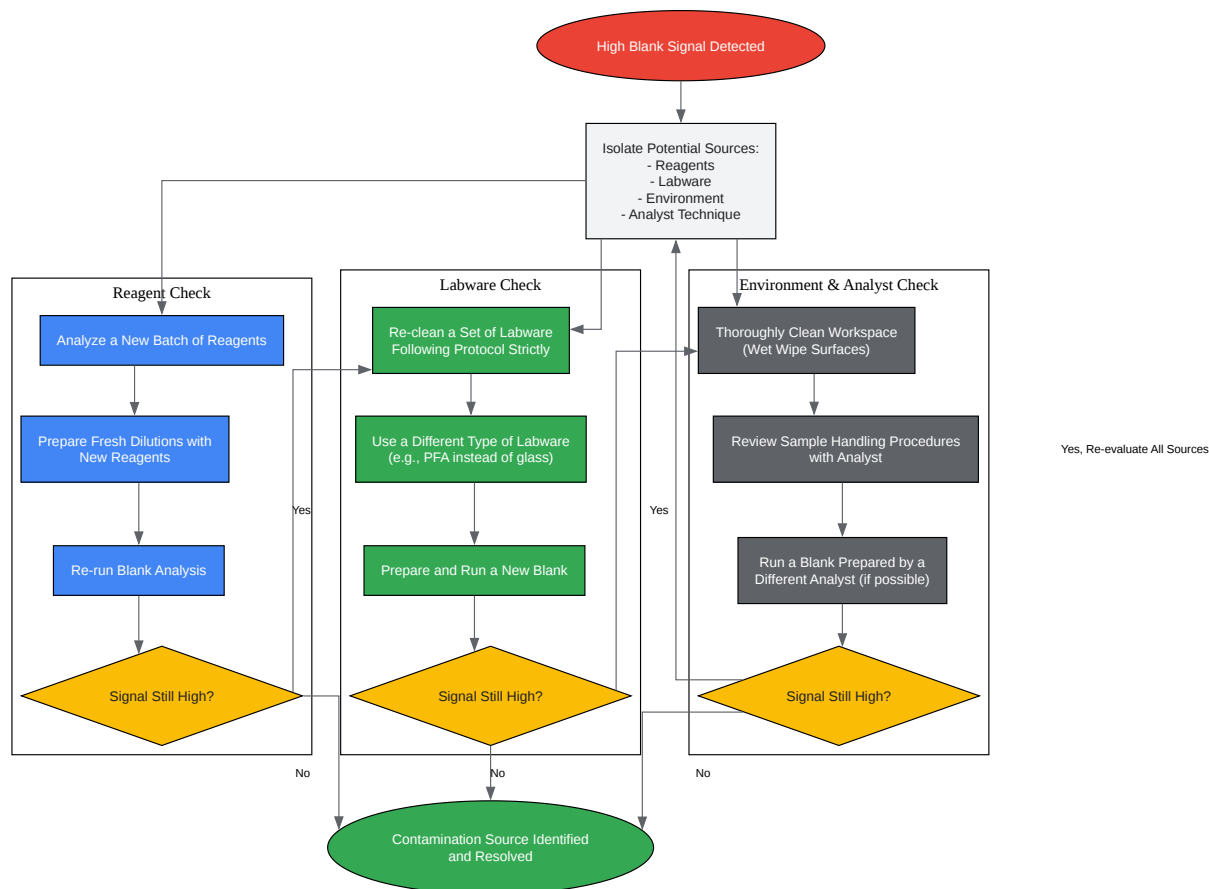 High Blank Signal Detected
Isolate Potential Sources:
- Reagents
- Labware
- Environment
- Analyst Technique
Reagent Check
Analyze a New Batch of Reagents
Prepare Fresh Dilutions with
New Reagents
Re-run Blank Analysis
Signal Still High?
Yes
No
Labware Check
Re-clean a Set of Labware
Following Protocol Strictly
Use a Different Type of Labware
(e.g., PFA instead of glass)
Prepare and Run a New Blank
Signal Still High?
Yes
No
Environment & Analyst Check
Thoroughly Clean Workspace
(Wet Wipe Surfaces)
Review Sample Handling Procedures
with Analyst
Run a Blank Prepared by a
Different Analyst (if possible)
Signal Still High?
Yes, Re-evaluate All Sources
No
Contamination Source Identified
and Resolved